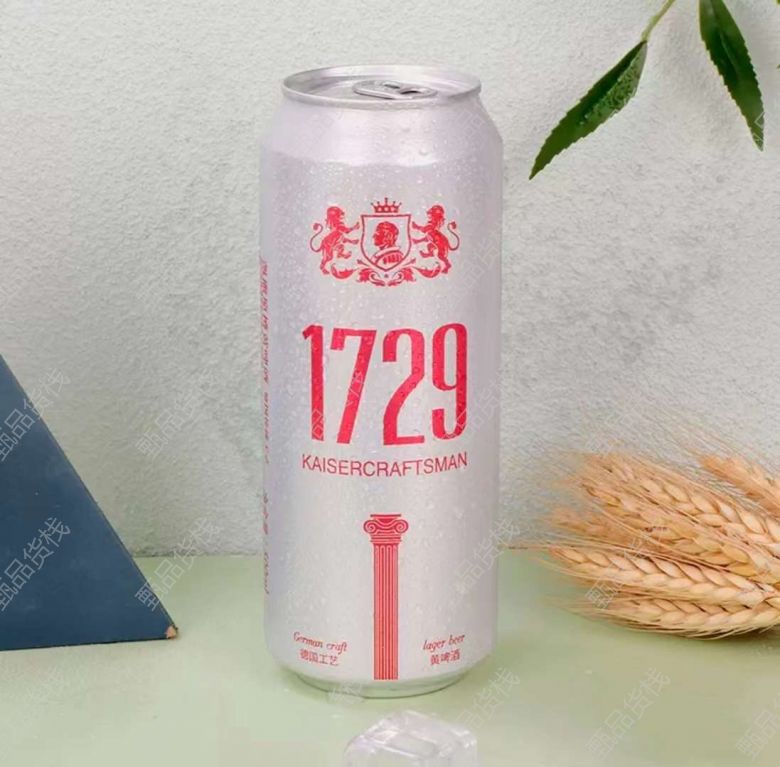 1729
KAISERCRAFTSMAN
German craft
德国工艺
lager beer
黄啤酒
甄品货栈